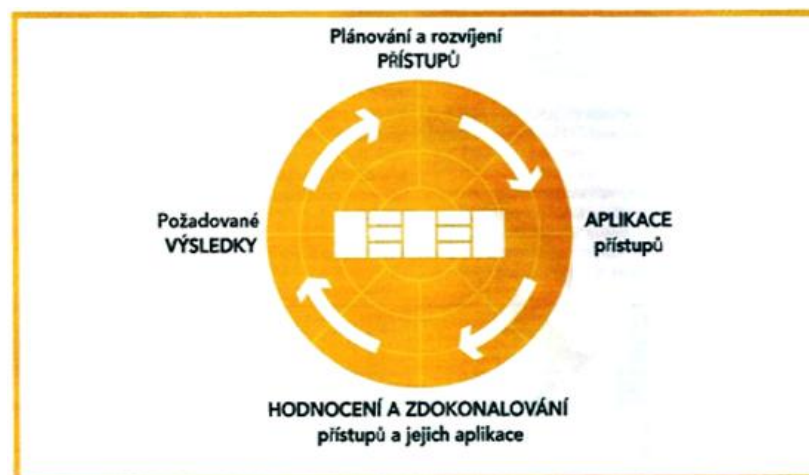 Plánování a rozvíjení
PŘÍSTUPŮ
Požadované
VÝSLEDKY
APLIKACE
přístupů
HODNOCENÍ A ZDOKONALOVÁNÍ
přístupů a jejich aplikace